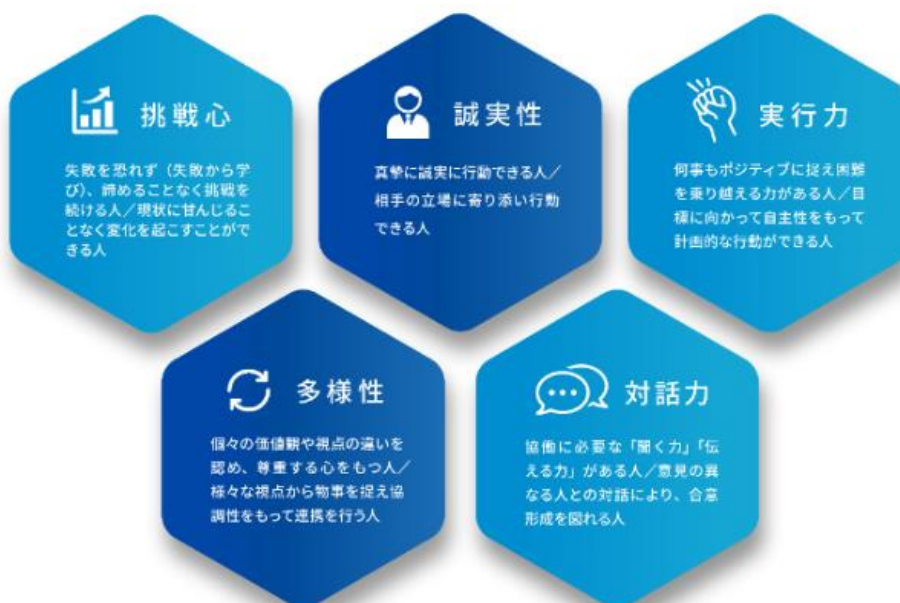 挑戦心
失敗を恐れず（失敗から学
び）、諦めることなく挑戦を
続ける人／現状に甘んじるこ
となく変化を起こすことがで
きる人
誠実性
真摯に誠実に行動できる人／
相手の立場に寄り添い行動
できる人
実行力
何事もポジティブに捉え困難
を乗り越える力がある人／目
標に向かって自主性をもって
計画的な行動ができる人
多様性
個々の価値観や視点の違いを
認め、尊重する心をもつ人／
様々な視点から物事を捉え協
調性をもって連携を行う人
対話力
協働に必要な「聞く力」「伝
える力」がある人／意見の異
なる人との対話により、合意
形成を図れる人